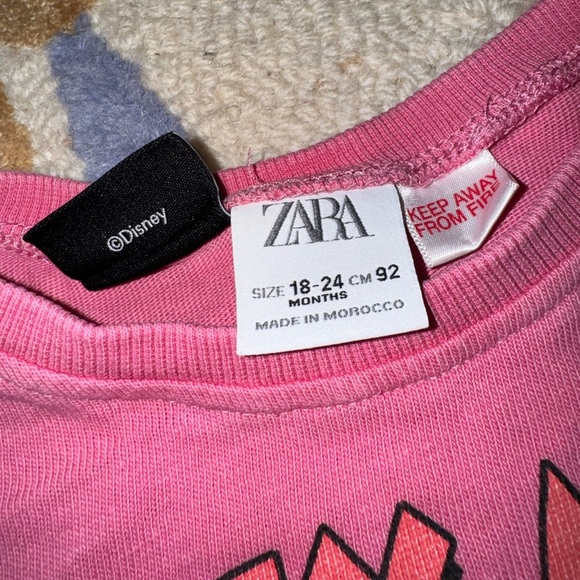 ©Disney
ZARA
SIZE 18-24 CM 92
MONTHS
MADE IN MOROCCO
KEEP AWAY
FROM FIRE